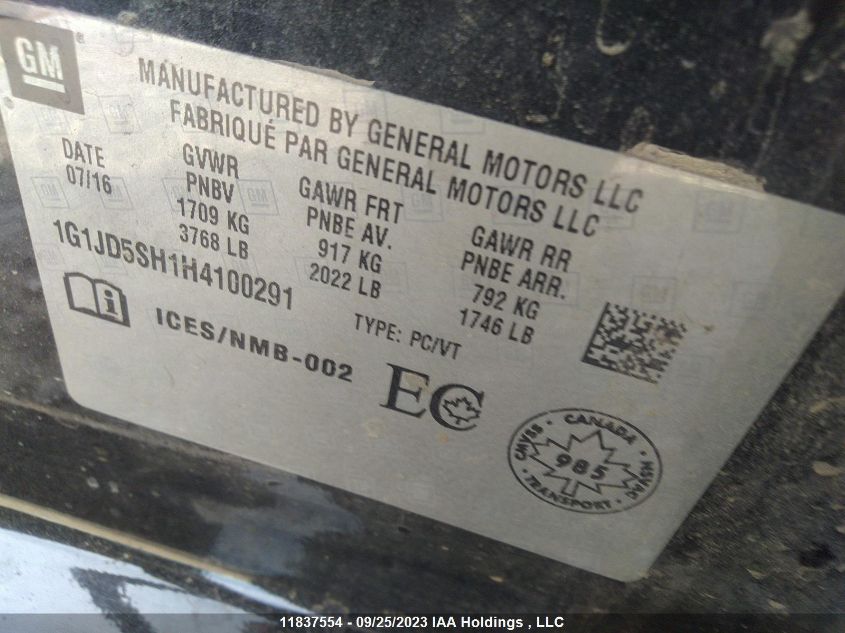 GM
MANUFACTURED BY GENERAL MOTORS LLC
FABRIQUÉ PAR GENERAL MOTORS LLC
DATE
07/16
GVWR
PNBV
1709 KG
3768 LB
GAWR FRT
PNBE AV.
917 KG
2022 LB
GAWR RR
PNBE ARR.
792 KG
1746 LB
1G1JD5SH1H4100291
TYPE: PC/VT
ICES/NMB-002
EC
CANADA
CMVSS
985
NSVAC
TRANSPORT
11837554 - 09/25/2023 IAA Holdings , LLC